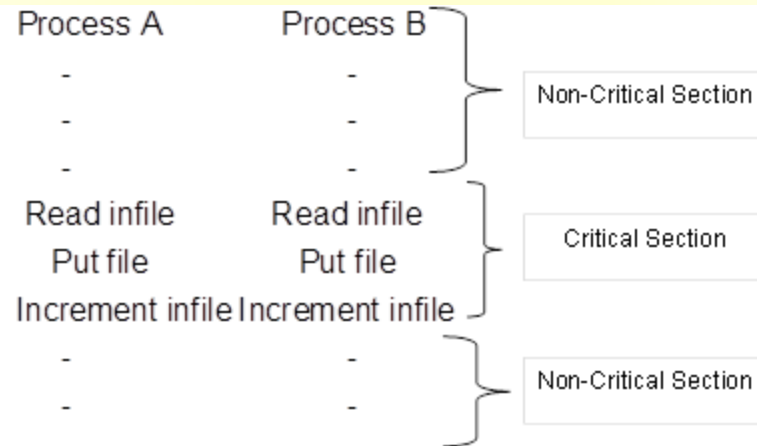 Process A Process B
- -
- - Non-Critical Section
- -
Read infile Read infile
Put file Put file Critical Section
Increment infile Increment infile
- -
- - Non-Critical Section